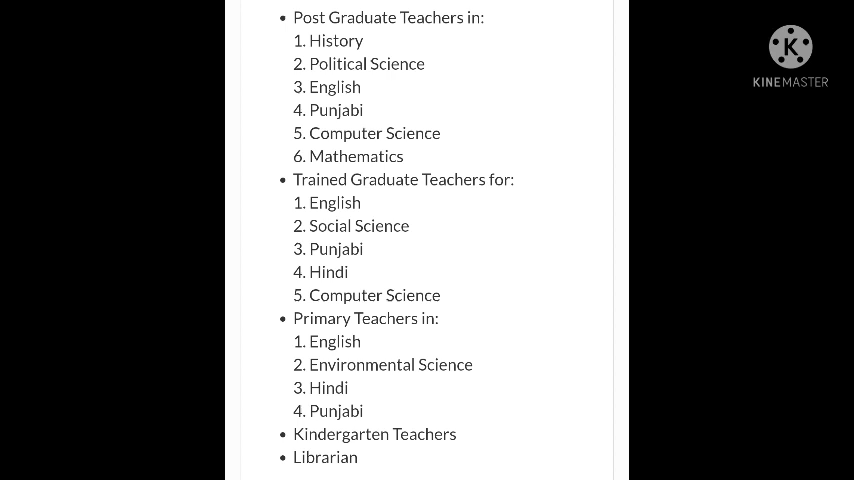 Post Graduate Teachers in:
1. History
2. Political Science
3. English
4. Punjabi
5. Computer Science
6. Mathematics
Trained Graduate Teachers for:
1. English
2. Social Science
3. Punjabi
4. Hindi
5. Computer Science
Primary Teachers in:
1. English
2. Environmental Science
3. Hindi
4. Punjabi
Kindergarten Teachers
Librarian
K
KINEMASTER